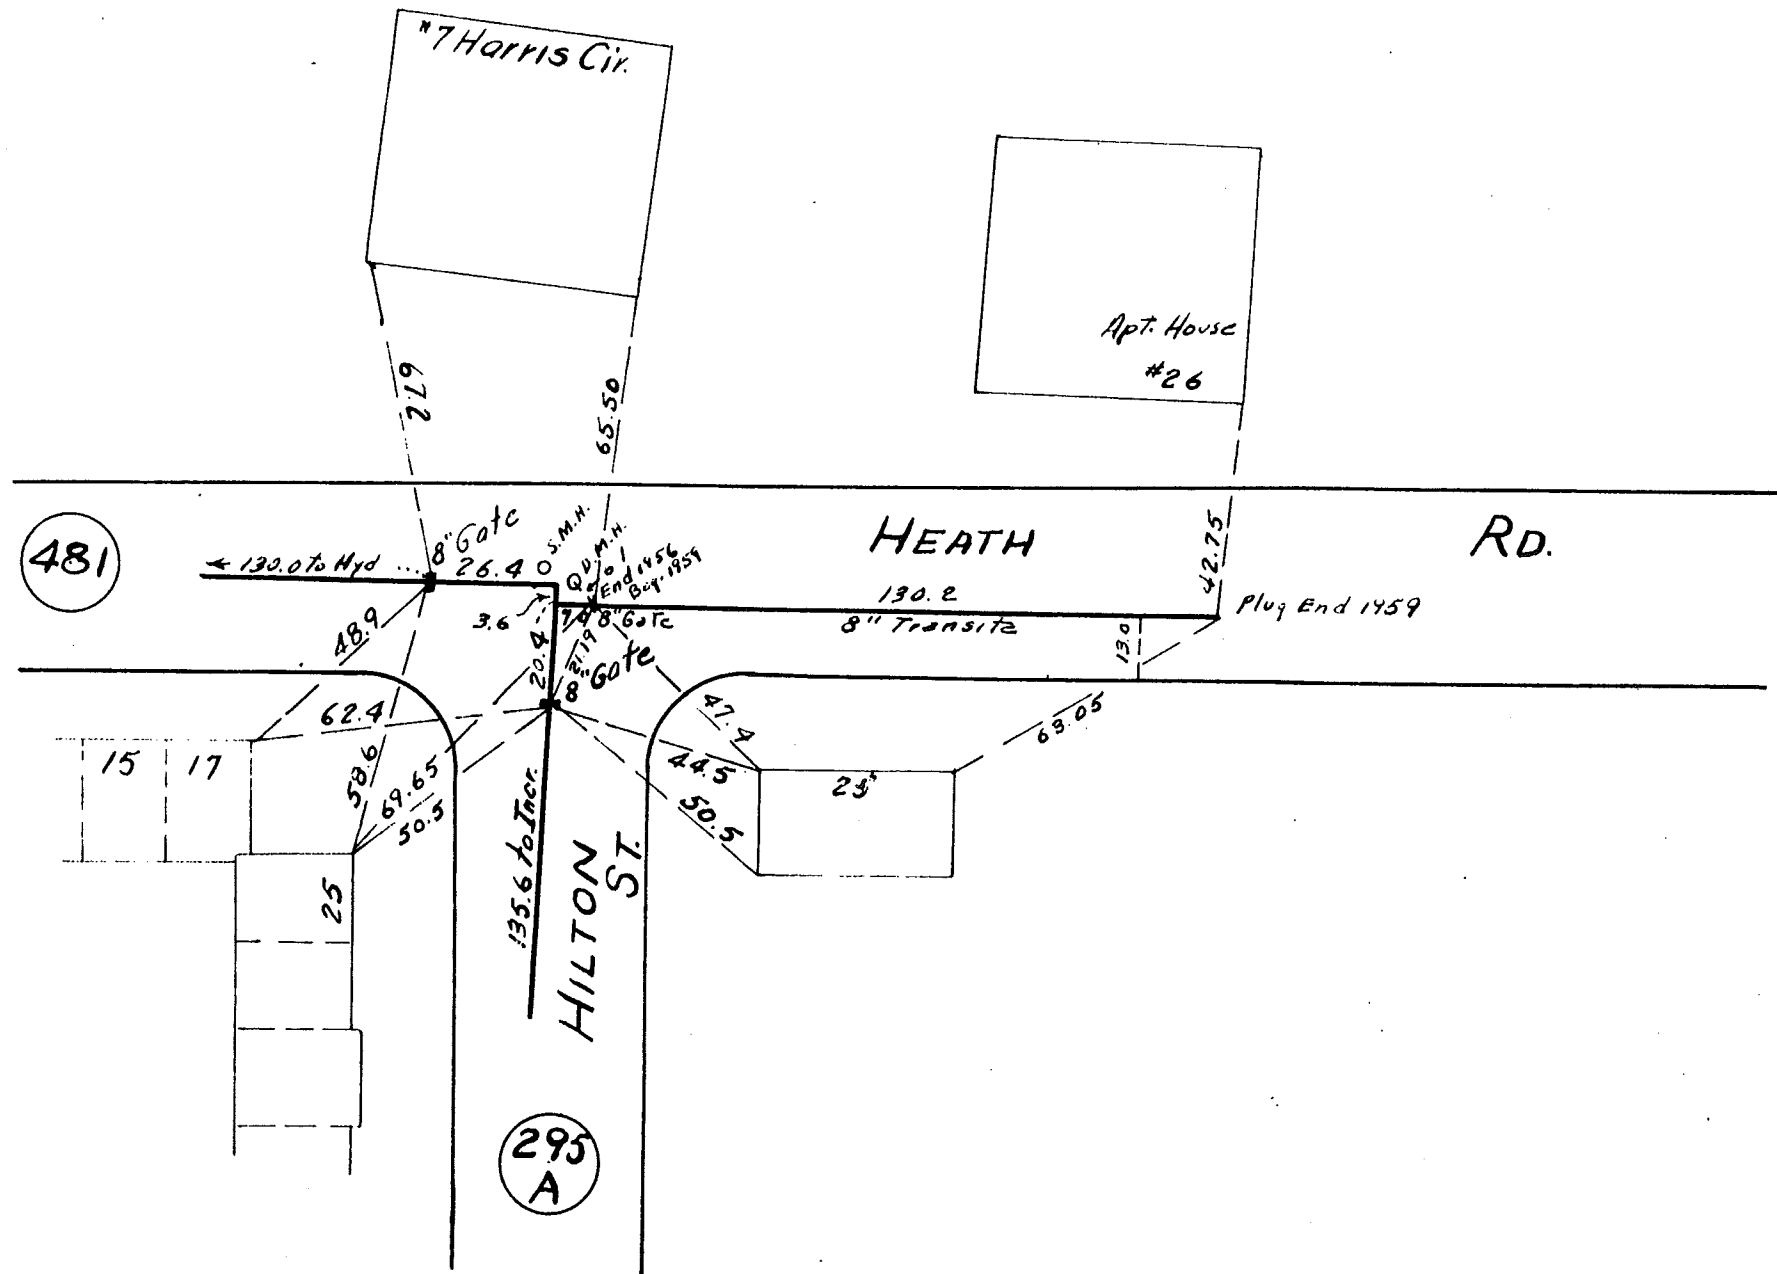 #7 Harris Cir.
Apt. House
#26
67.2
65.50
42.75
481
HEATH RD.
← 130.0 to Hyd
8" Gate
26.4
S.M.H.
D.M.H.
End 1956
Beg. 1959
8" Gate
3.6
20.4
21.19
8" Gate
130.2
8" Transite
Plug End 1959
13.0
48.9
62.4
58.6
69.65
50.5
47.4
44.5
50.5
63.05
15
17
25
135.6 to Incr.
HILTON
ST.
295
A